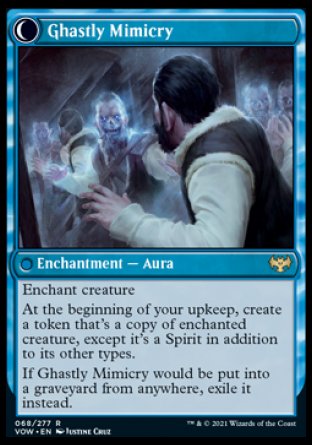 Ghastly Mimicry
Enchantment — Aura
Enchant creature
At the beginning of your upkeep, create
a token that's a copy of enchanted
creature, except it's a Spirit in addition
to its other types.
If Ghastly Mimicry would be put into
a graveyard from anywhere, exile it
instead.
068/277 R
VOW • EN Justine Cruz
™ & © 2021 Wizards of the Coast